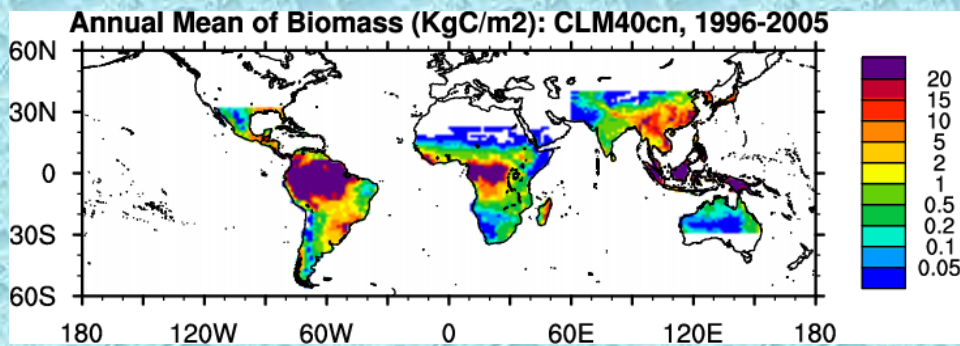 Annual Mean of Biomass (KgC/m2): CLM40cn, 1996-2005
60N
30N
0
30S
60S
180 120W 60W 0 60E 120E 180
20
15
10
5
2
1
0.5
0.2
0.1
0.05